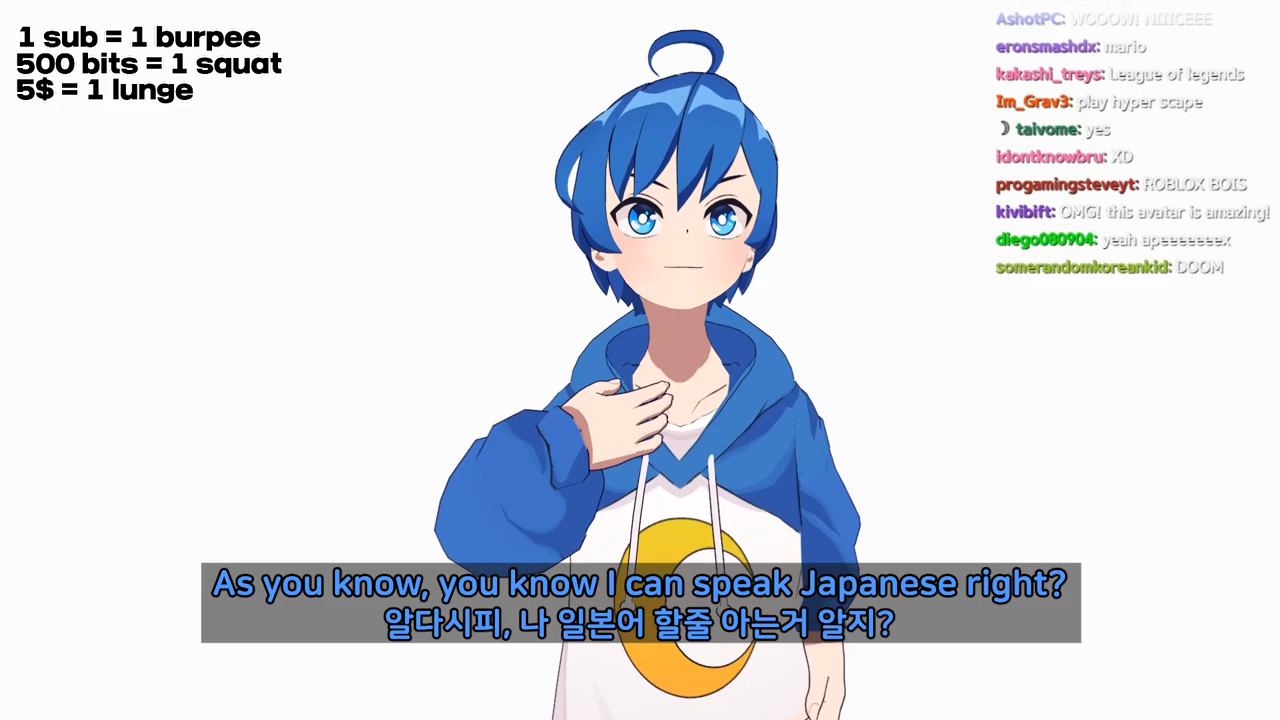 1 sub = 1 burpee
500 bits = 1 squat
5$ = 1 lunge
AshotPC: WOOOW! NIIICEEE
eronsmashdx: mario
kakashi_treys: League of legends
Im_Grav3: play hyper scape
taivome: yes
idontknowbru: XD
progamingsteveyt: ROBLOX BOIS
kivibift: OMG! this avatar is amazing!
diego080904: yeah apeeeeeeex
somerandomkoreankid: DOOM
As you know, you know I can speak Japanese right?
알다시피, 나 일본어 할줄 아는거 알지?